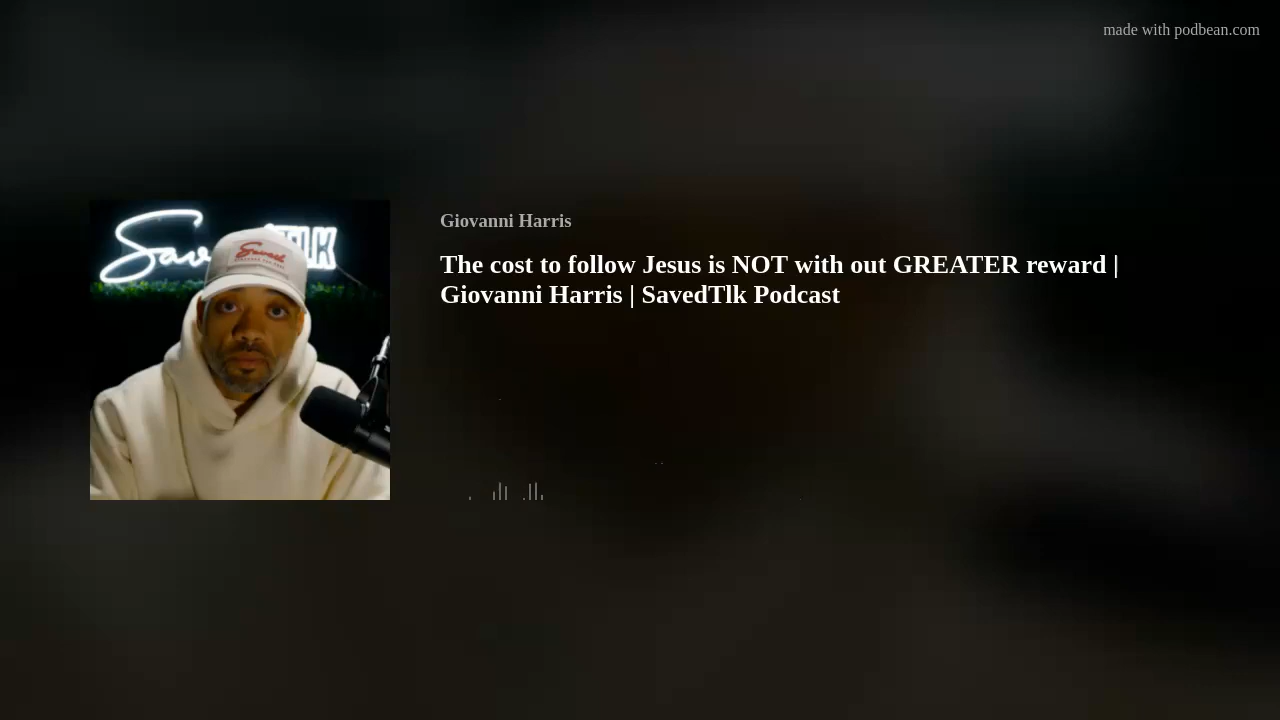 made with podbean.com
Giovanni Harris
The cost to follow Jesus is NOT with out GREATER reward |
Giovanni Harris | SavedTlk Podcast